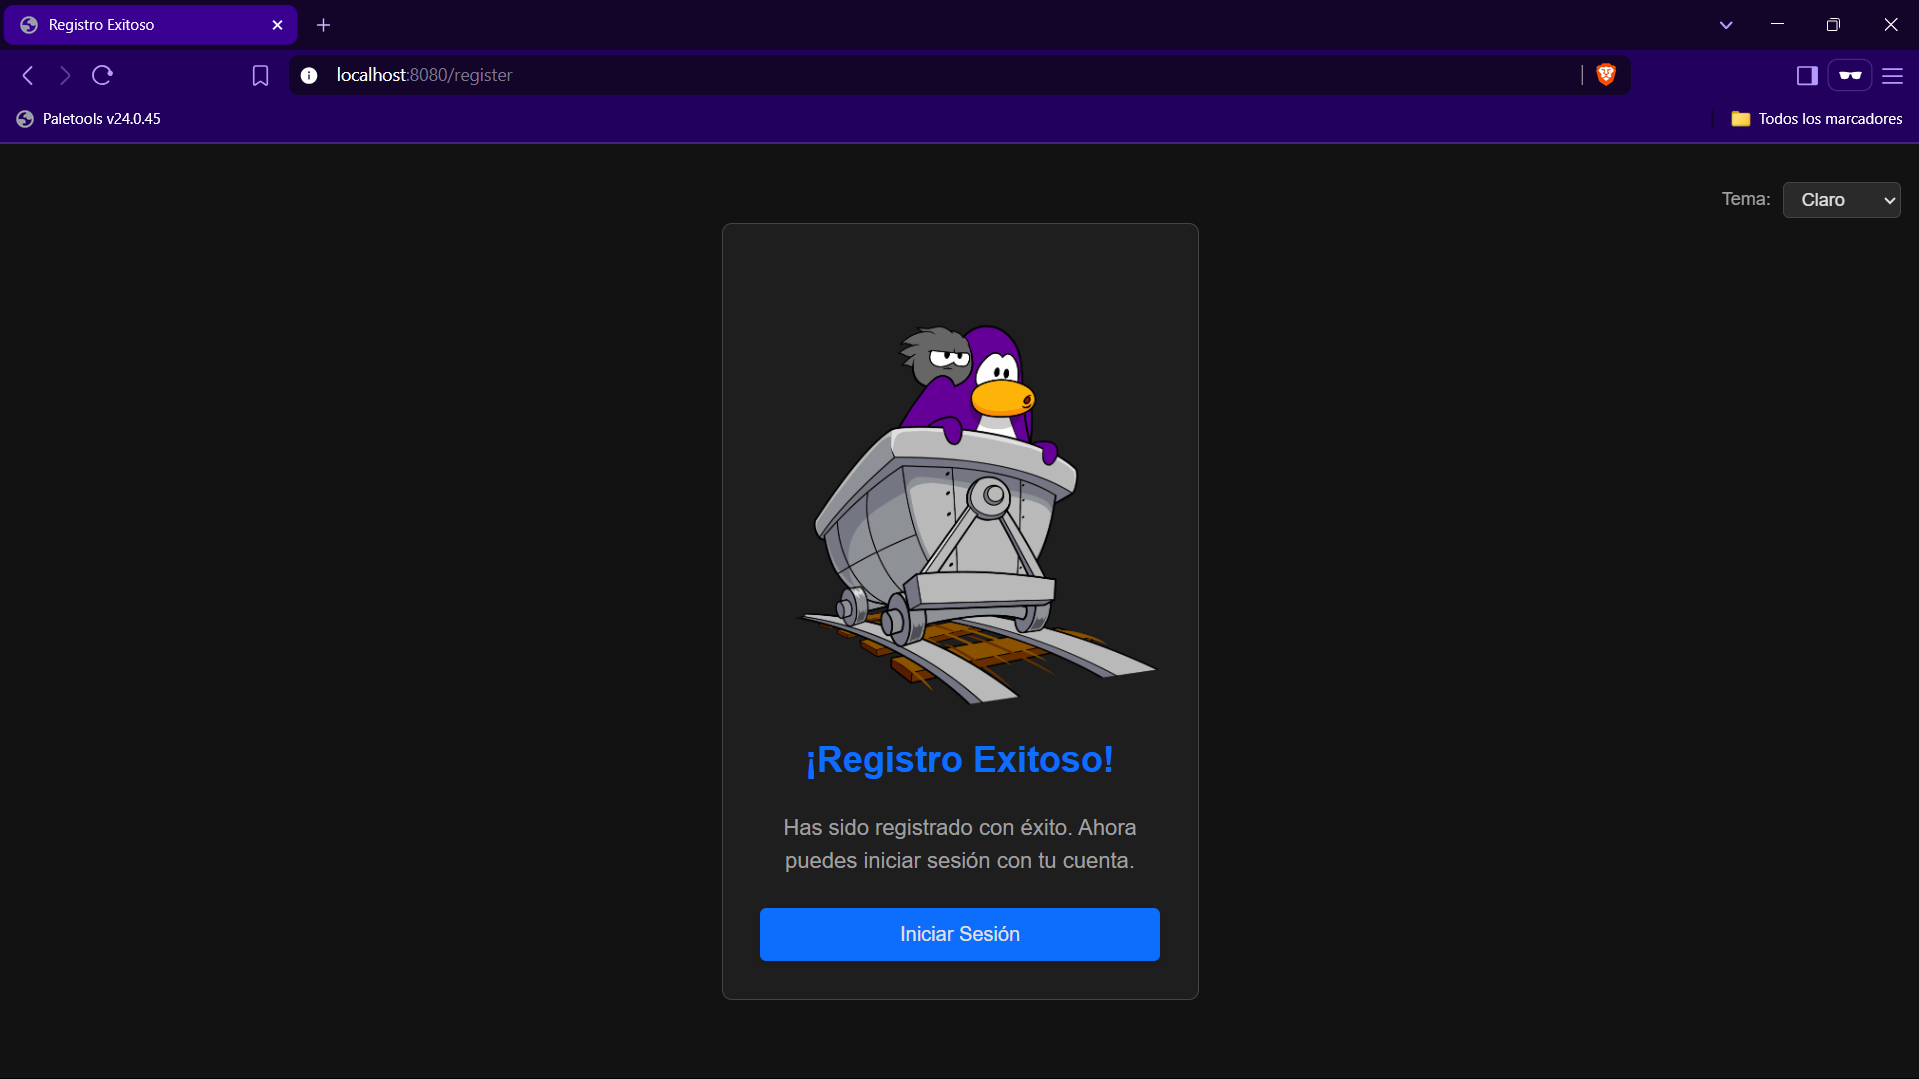 Registro Exitoso
localhost:8080/register
Paletools v24.0.45
Todos los marcadores
Tema: Claro
¡Registro Exitoso!
Has sido registrado con éxito. Ahora
puedes iniciar sesión con tu cuenta.
Iniciar Sesión